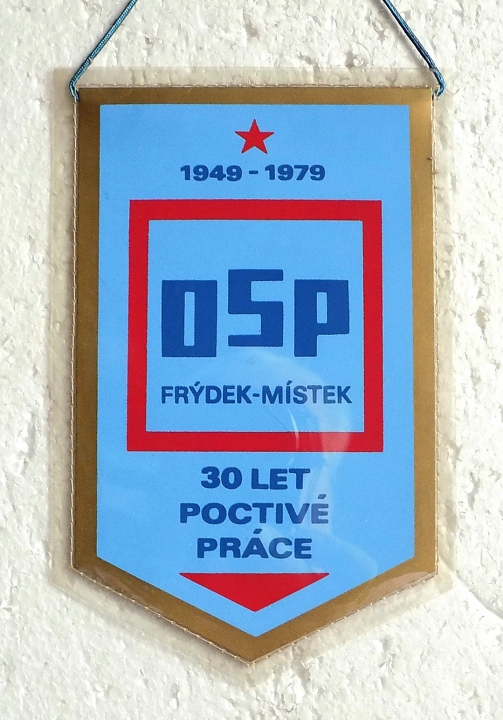 1949 - 1979
OSP
FRÝDEK-MÍSTEK
30 LET
POCTIVÉ
PRÁCE